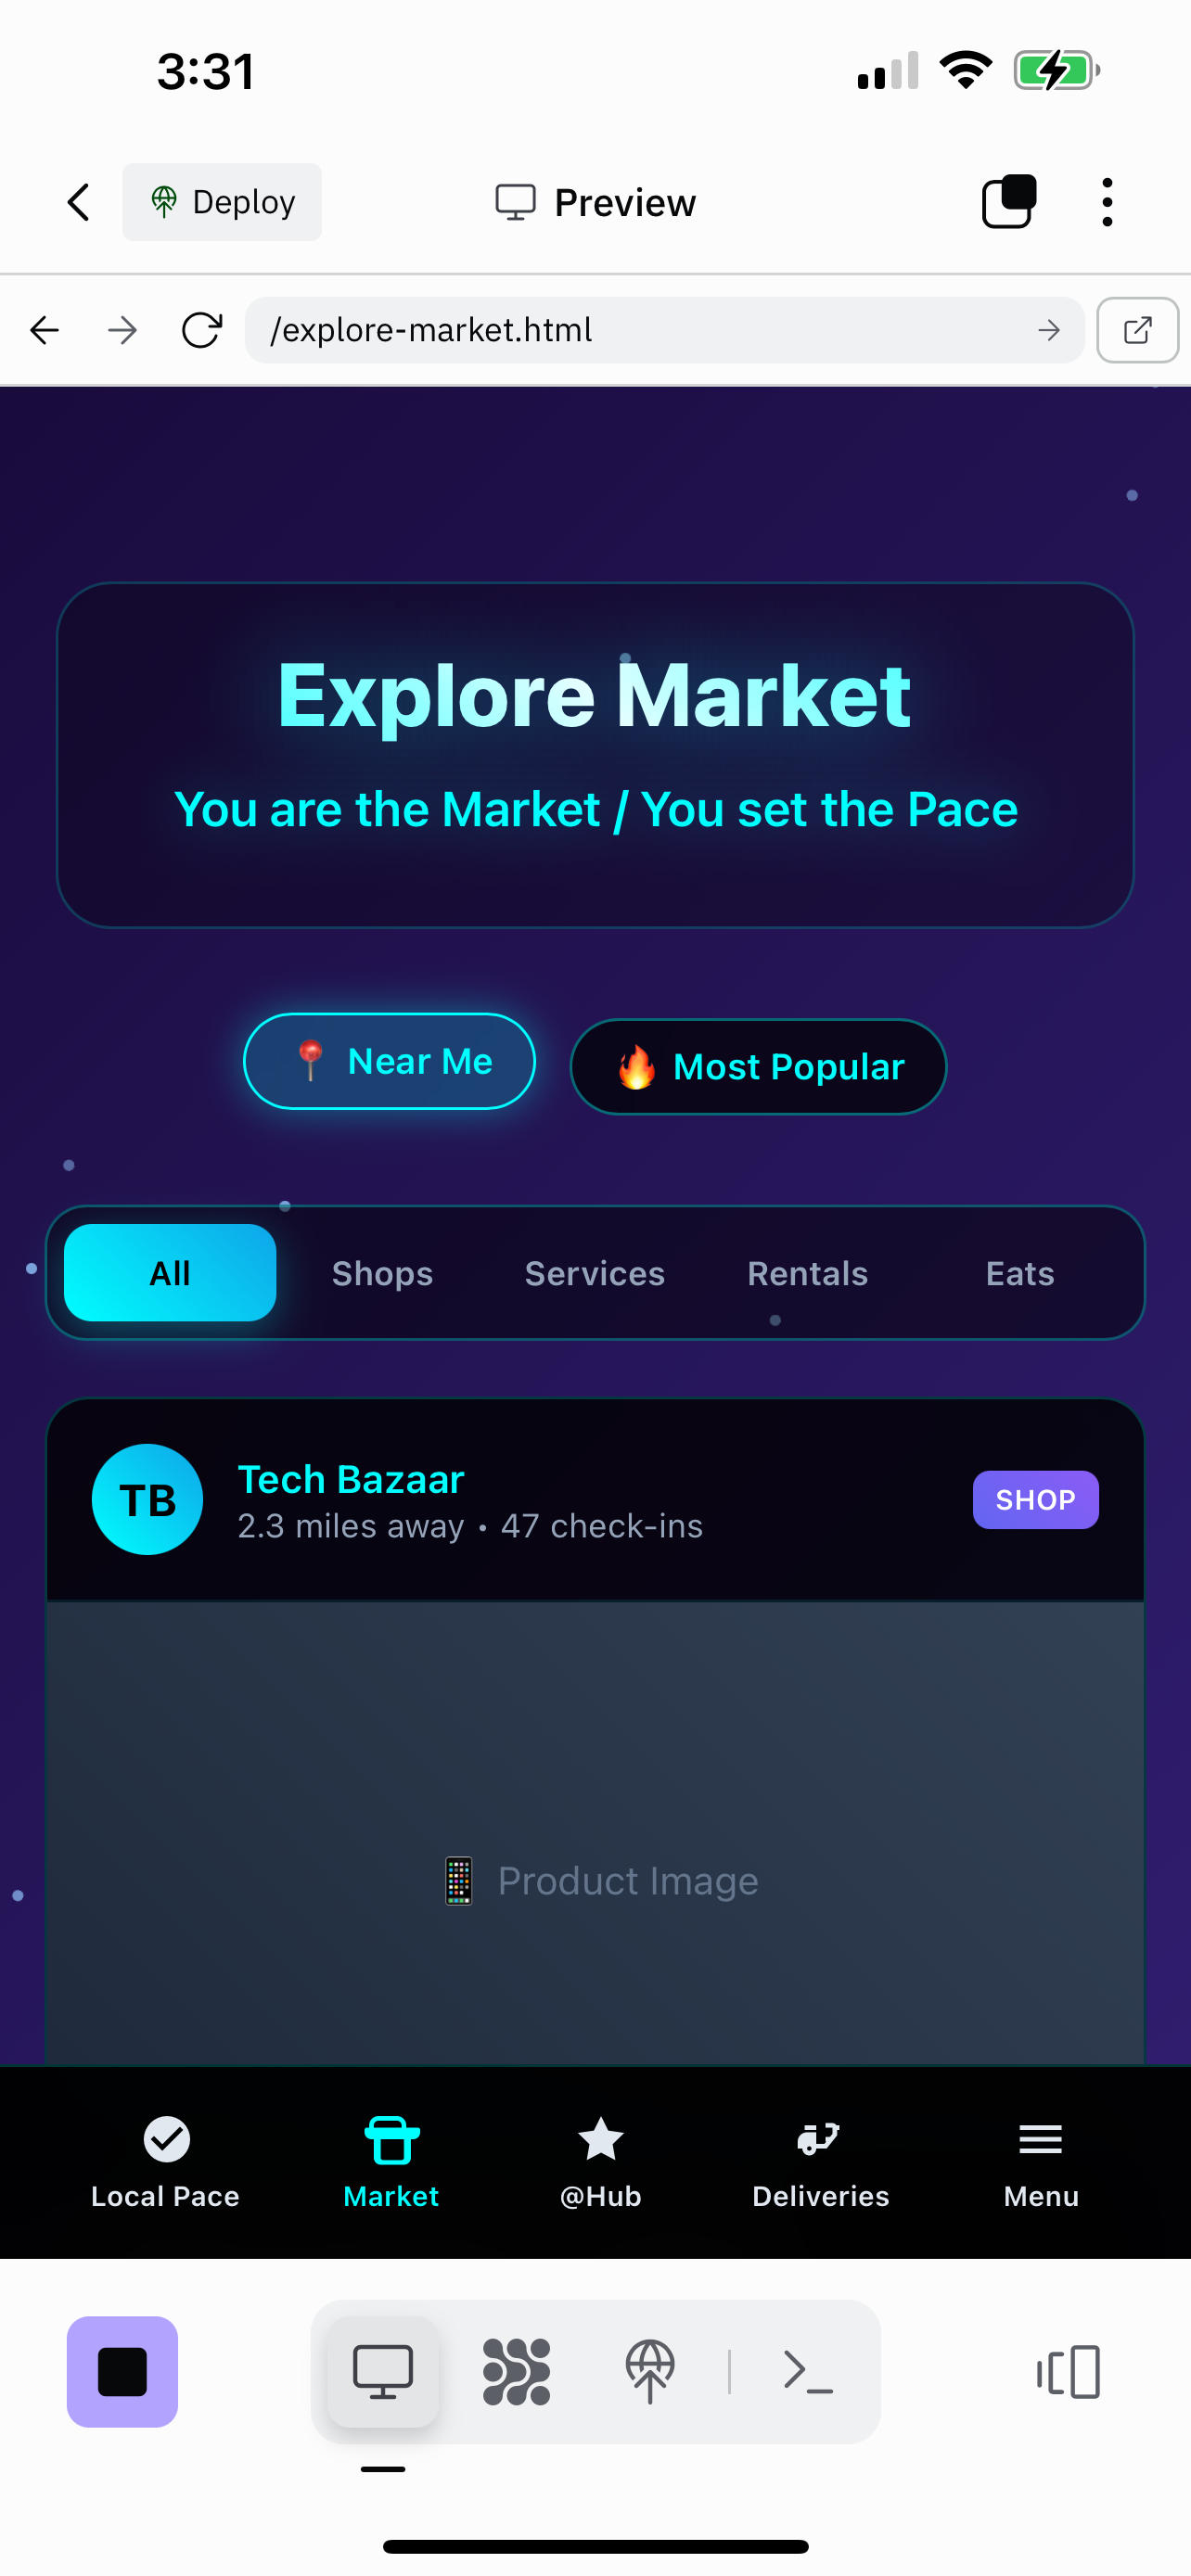 3:31
Deploy
Preview
/explore-market.html
Explore Market
You are the Market / You set the Pace
📍 Near Me
🔥 Most Popular
All Shops Services Rentals Eats
TB
Tech Bazaar
2.3 miles away • 47 check-ins
SHOP
📱 Product Image
Local Pace Market @Hub Deliveries Menu